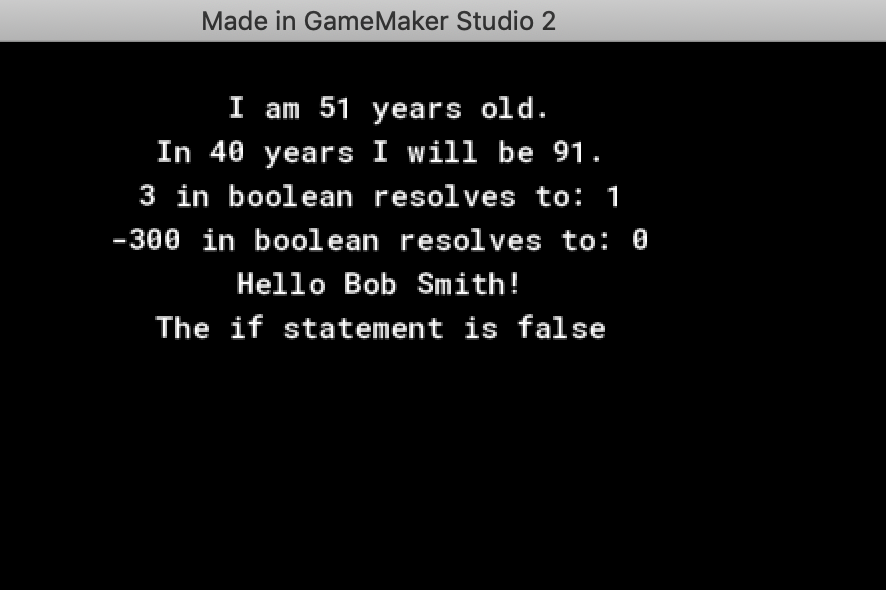 Made in GameMaker Studio 2
I am 51 years old.
In 40 years I will be 91.
3 in boolean resolves to: 1
-300 in boolean resolves to: 0
Hello Bob Smith!
The if statement is false